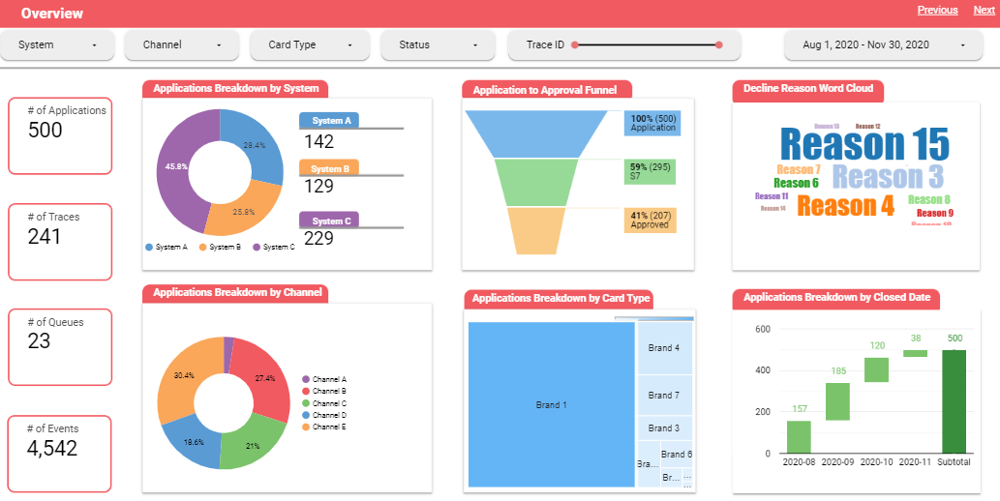 Overview
Previous
Next
System
Channel
Card Type
Status
Trace ID
Aug 1, 2020 - Nov 30, 2020
# of Applications
500
# of Traces
241
# of Queues
23
# of Events
4,542
Applications Breakdown by System
28.4%
45.8%
25.8%
System A
142
System B
129
System C
229
System A System B System C
Application to Approval Funnel
100% (500)
Application
59% (295)
S7
41% (207)
Approved
Decline Reason Word Cloud
Reason 13 Reason 12
Reason 15
Reason 7
Reason 6
Reason 3
Reason 11
Reason 14
Reason 4
Reason 8
Reason 9
Applications Breakdown by Channel
30.4%
27.4%
18.6%
21%
Channel A
Channel B
Channel C
Channel D
Channel E
Applications Breakdown by Card Type
Brand 1
Brand 4
Brand 7
Brand 3
Bra...
Brand 6
Br...
...
...
Applications Breakdown by Closed Date
600
400
200
0
157
185
120
38
500
2020-08 2020-09 2020-10 2020-11 Subtotal